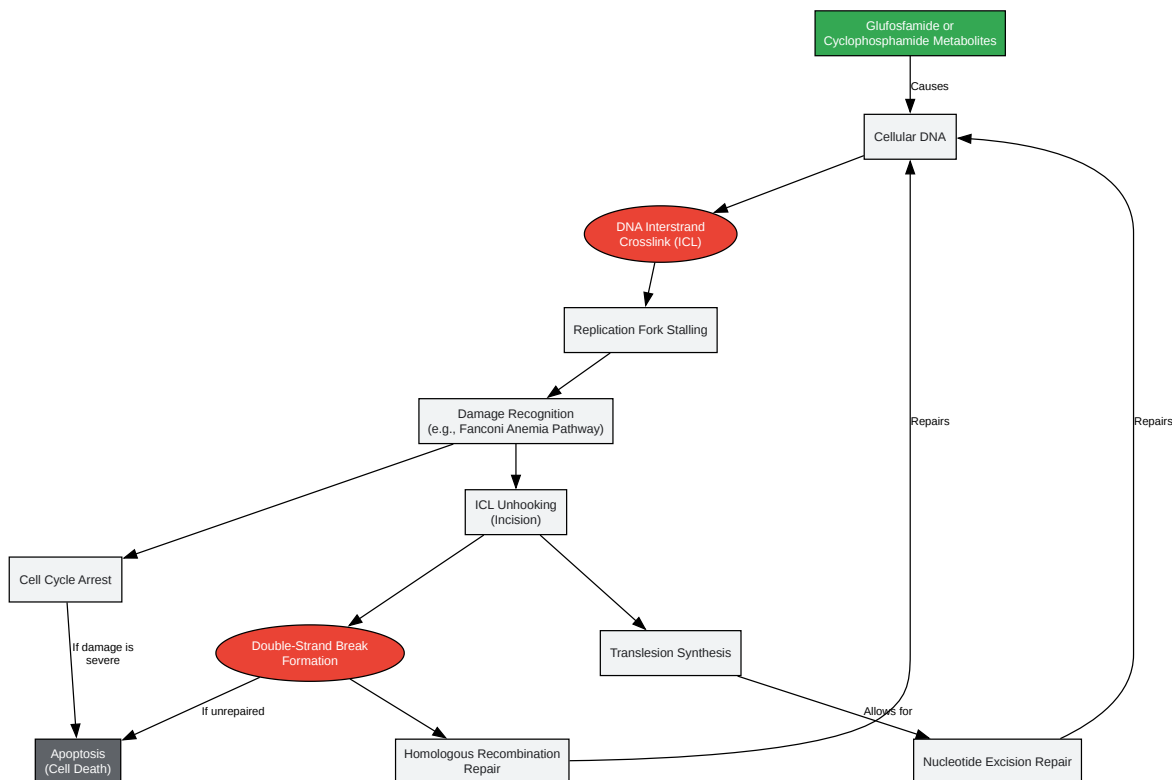 Glufosfamide or
Cyclophosphamide Metabolites
Causes
Cellular DNA
DNA Interstrand
Crosslink (ICL)
Replication Fork Stalling
Damage Recognition
(e.g., Fanconi Anemia Pathway)
Repairs
Repairs
ICL Unhooking
(Incision)
Cell Cycle Arrest
If damage is
severe
Double-Strand Break
Formation
Translesion Synthesis
If unrepaired
Allows for
Apoptosis
(Cell Death)
Homologous Recombination
Repair
Nucleotide Excision Repair